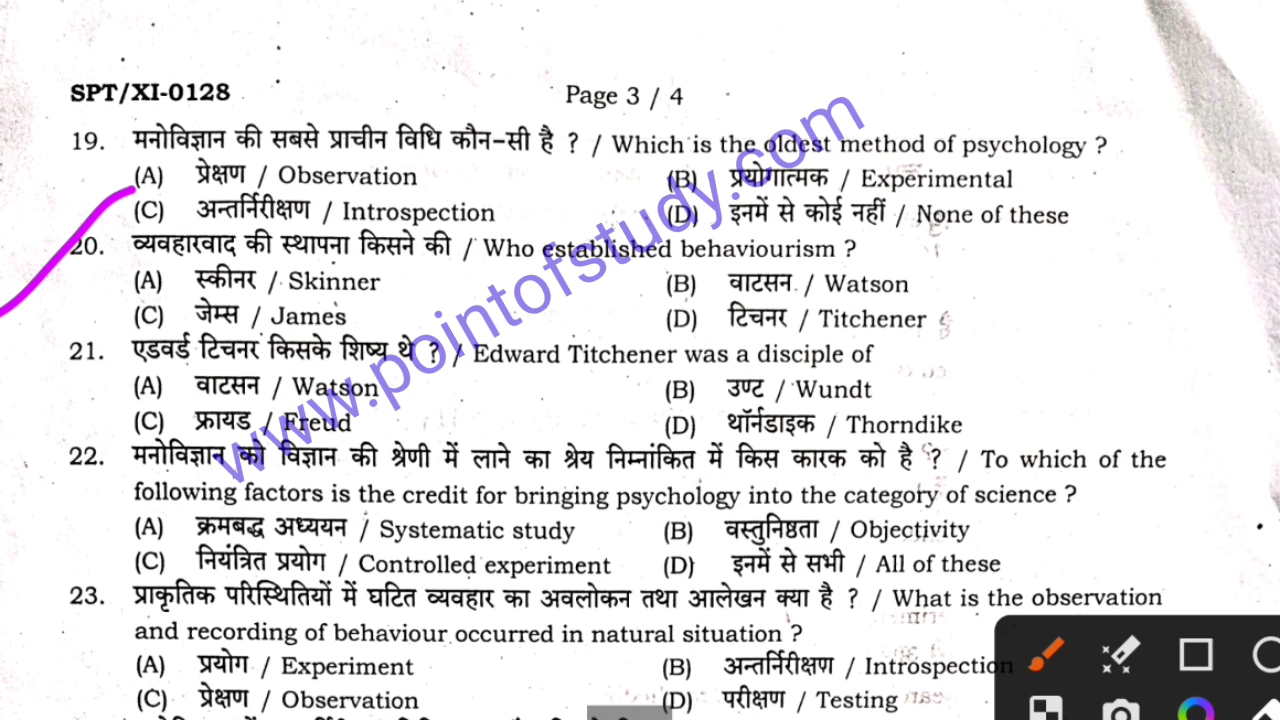 SPT/XI-0128
Page 3 / 4
19. मनोविज्ञान की सबसे प्राचीन विधि कौन-सी है ? / Which is the oldest method of psychology ?
(A) प्रेक्षण / Observation (B) प्रयोगात्मक / Experimental
(C) अन्तर्निरीक्षण / Introspection (D) इनमें से कोई नहीं / None of these
20. व्यवहारवाद की स्थापना किसने की / Who established behaviourism ?
(A) स्कीनर / Skinner (B) वाटसन / Watson
(C) जेम्स / James (D) टिचनर / Titchener
21. एडवर्ड टिचनर किसके शिष्य थे ? / Edward Titchener was a disciple of
(A) वाटसन / Watson (B) उण्ट / Wundt
(C) फ्रायड / Freud (D) थॉर्नडाइक / Thorndike
22. मनोविज्ञान को विज्ञान की श्रेणी में लाने का श्रेय निम्नांकित में किस कारक को है ? / To which of the
following factors is the credit for bringing psychology into the category of science ?
(A) क्रमबद्ध अध्ययन / Systematic study (B) वस्तुनिष्ठता / Objectivity
(C) नियंत्रित प्रयोग / Controlled experiment (D) इनमें से सभी / All of these
23. प्राकृतिक परिस्थितियों में घटित व्यवहार का अवलोकन तथा आलेखन क्या है ? / What is the observation
and recording of behaviour occurred in natural situation ?
(A) प्रयोग / Experiment (B) अन्तर्निरीक्षण / Introspection
(C) प्रेक्षण / Observation (D) परीक्षण / Testing
www.pointofstudy.com